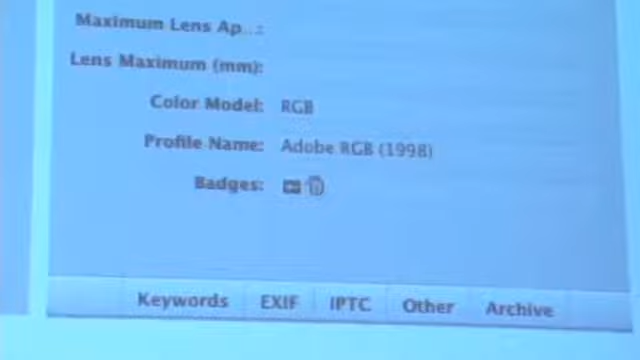 Maximum Lens Ap...:
Lens Maximum (mm):
Color Model: RGB
Profile Name: Adobe RGB (1998)
Badges:
Keywords EXIF IPTC Other Archive